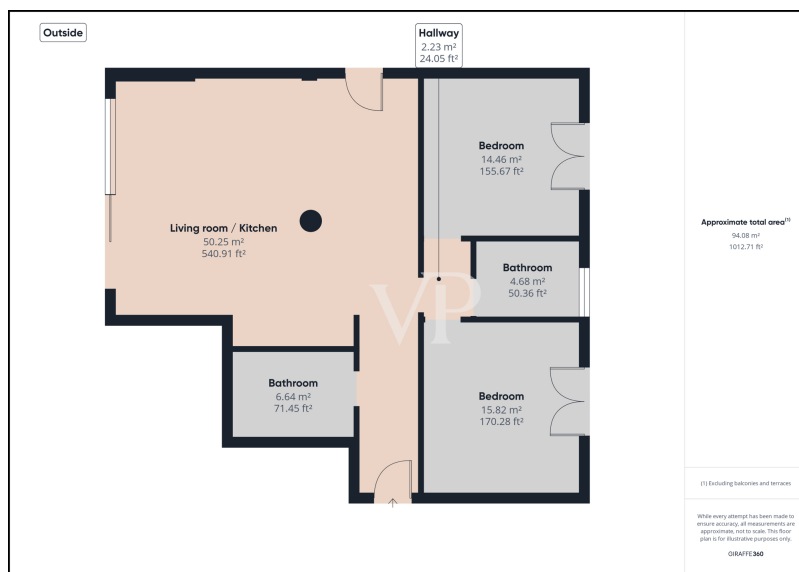 Outside
Hallway
2.23 m²
24.05 ft²
Bedroom
14.46 m²
155.67 ft²
Living room / Kitchen
50.25 m²
540.91 ft²
Bathroom
4.68 m²
50.36 ft²
VP
Bathroom
6.64 m²
71.45 ft²
Bedroom
15.82 m²
170.28 ft²
Approximate total area⁽¹⁾
94.08 m²
1012.71 ft²
(1) Excluding balconies and terraces
While every attempt has been made to
ensure accuracy, all measurements are
approximate, not to scale. This floor
plan is for illustrative purposes only.
GIRAFFE360